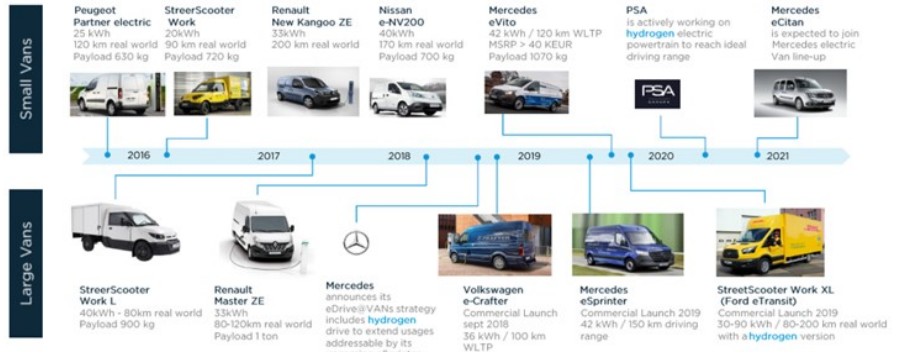 Small Vans
Peugeot
Partner electric
25 kWh
120 km real world
Payload 630 kg
StreerScooter
Work
20kWh
90 km real world
Payload 720 kg
Renault
New Kangoo ZE
33kWh
200 km real world
Nissan
e-NV200
40kWh
170 km real world
Payload 700 kg
Mercedes
eVito
42 kWh / 120 km WLTP
MSRP > 40 KEUR
Payload 1070 kg
PSA
is actively working on
hydrogen electric
powertrain to reach ideal
driving range
PSA
Mercedes
eCitan
is expected to join
Mercedes electric
Van line-up
2016
2017
2018
2019
2020
2021
Large Vans
StreerScooter
Work L
40kWh - 80km real world
Payload 900 kg
Renault
Master ZE
33kWh
80-120km real world
Payload 1 ton
Mercedes
announces its
eDrive@VANs strategy
includes hydrogen
drive to extend usages
addressable by its
Volkswagen
e-Crafter
Commercial Launch
sept 2018
36 kWh / 100 km
WLTP
Mercedes
eSprinter
Commercial Launch 2019
42 kWh / 150 km driving
range
StreetScooter Work XL
(Ford eTransit)
Commercial Launch 2019
30-90 kWh / 80-200 km real world
with a hydrogen version